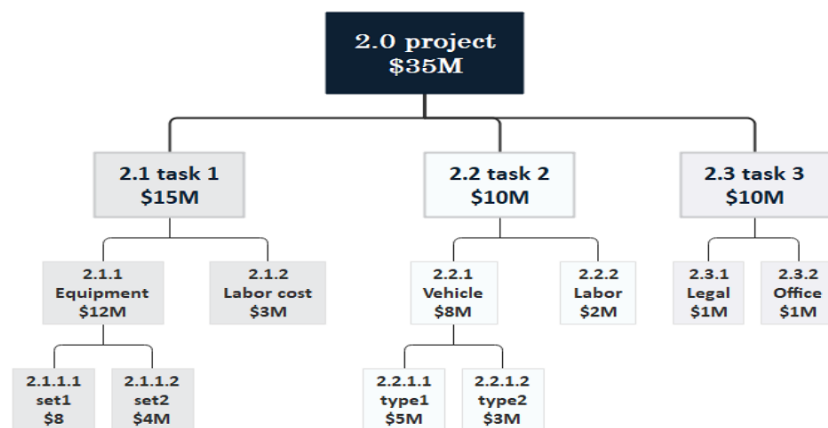 2.0 project
$35M
2.1 task 1
$15M
2.2 task 2
$10M
2.3 task 3
$10M
2.1.1
Equipment
$12M
2.1.2
Labor cost
$3M
2.2.1
Vehicle
$8M
2.2.2
Labor
$2M
2.3.1
Legal
$1M
2.3.2
Office
$1M
2.1.1.1
set1
$8
2.1.1.2
set2
$4M
2.2.1.1
type1
$5M
2.2.1.2
type2
$3M